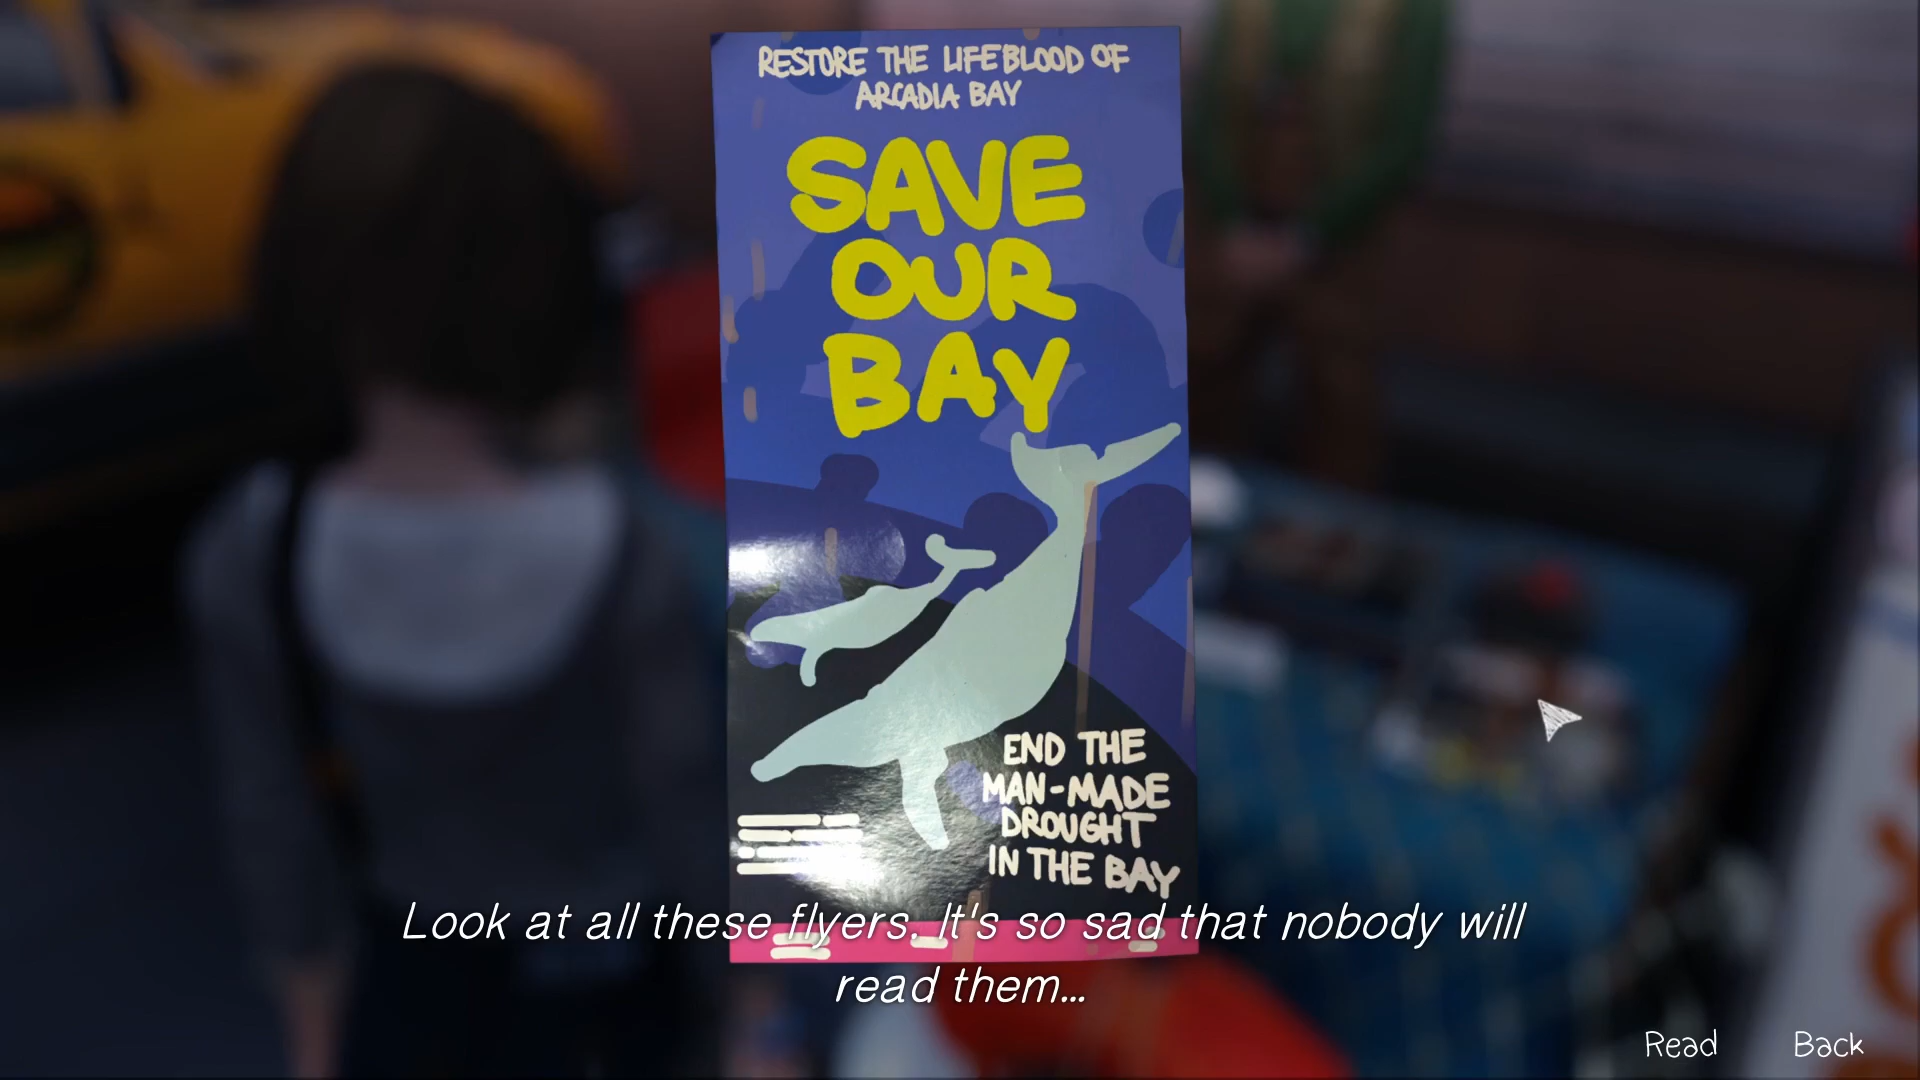 RESTORE THE LIFEBLOOD OF
ARCADIA BAY
SAVE
OUR
BAY
END THE
MAN-MADE
DROUGHT
IN THE BAY
Look at all these flyers. It's so sad that nobody will
read them...
Read Back